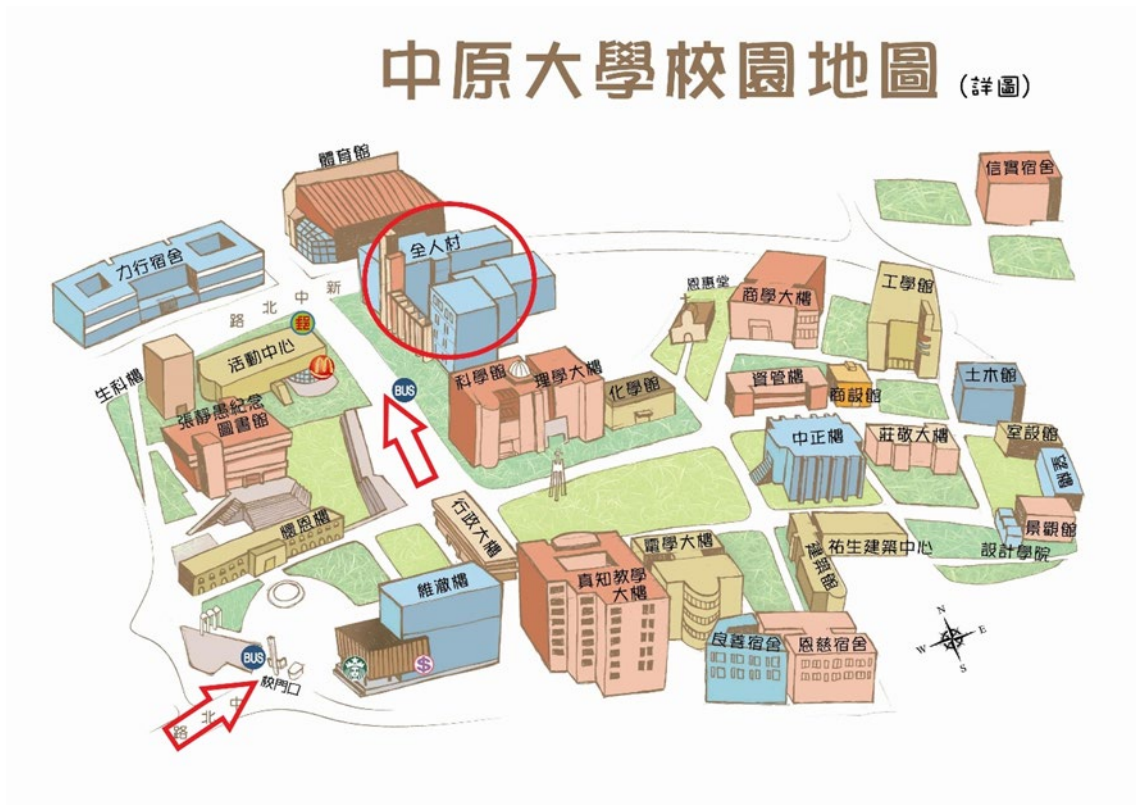 中原大學校園地圖 (詳圖)
體育館
信實宿舍
全人村
力行宿舍
新中北路
郵
恩惠堂
商學大樓
工學館
活動中心
生科樓
科學館
理學大樓
化學館
資管樓
商設館
土木館
BUS
張靜愚紀念
圖書館
中正樓
莊敬大樓
室設館
行政大樓
懷恩樓
電學大樓
建築館
祐生建築中心
景觀館
設計學院
維澈樓
真知教學
大樓
良善宿舍
恩慈宿舍
N
W
E
S
BUS
$
校門口
中北路